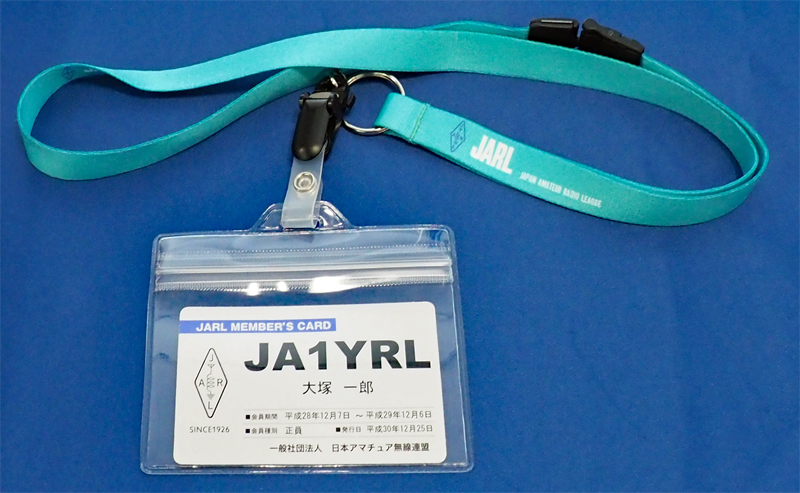 JARL
JAPAN AMATEUR RADIO LEAGUE
JARL MEMBER'S CARD
JA1YRL
大塚 一郎
J
A R
L
SINCE1926
■会員期間 平成28年12月7日 ～平成29年12月6日
■会員種別 正員 ■発行日 平成30年12月25日
一般社団法人 日本アマチュア無線連盟